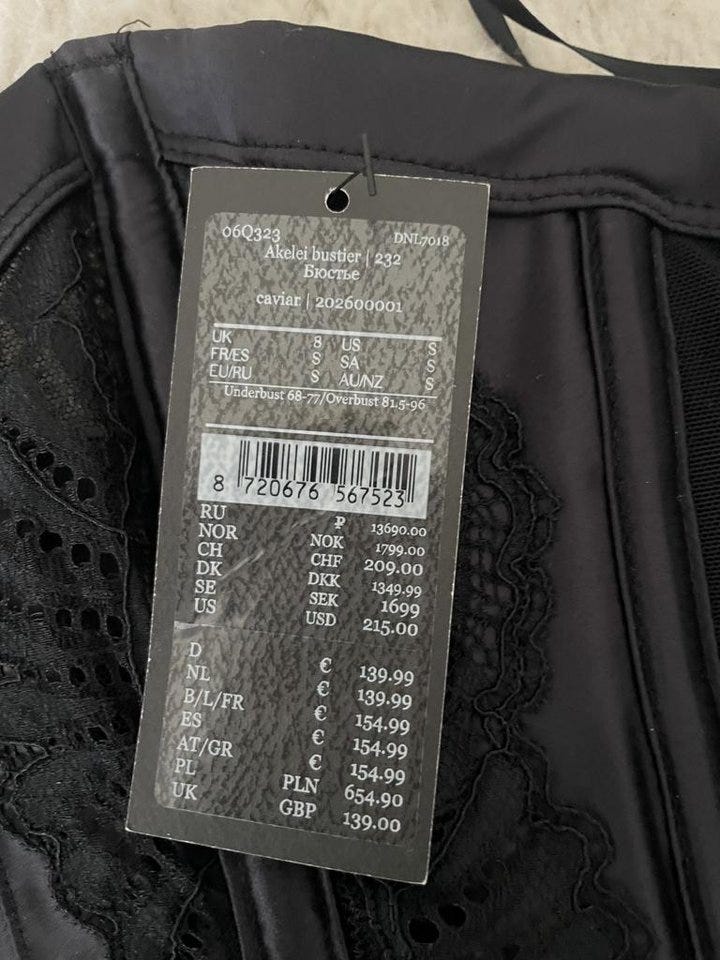 06Q323 DNL7018
Akelei bustier | 232
Бюстье
caviar | 202600001
UK 8 US S
FR/ES S SA S
EU/RU S AU/NZ S
Underbust 68-77/Overbust 81.5-96
8 720676 567523
RU ₽ 13690.00
NOR NOK 1799.00
CH CHF 209.00
DK DKK 1349.99
SE SEK 1699
US USD 215.00
D € 139.99
NL € 139.99
B/L/FR € 154.99
ES € 154.99
AT/GR € 154.99
PL PLN 654.90
UK GBP 139.00